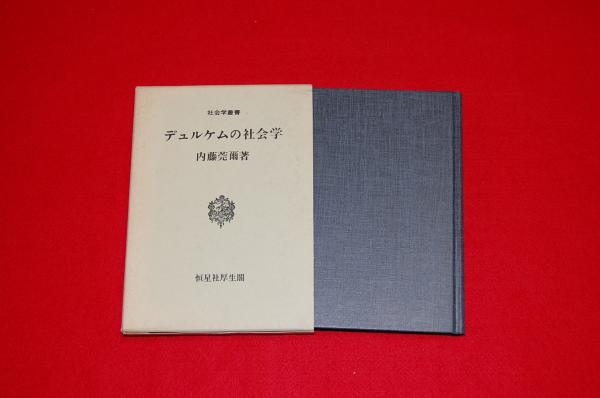 社会学叢書
デュルケムの社会学
内藤莞爾著
恒星社厚生閣